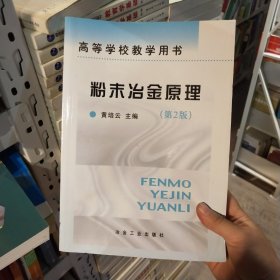 高等学校教学用书
粉末冶金原理
(第2版)
黄培云 主编
FENMO
YEJIN
YUANLI
冶金工业出版社